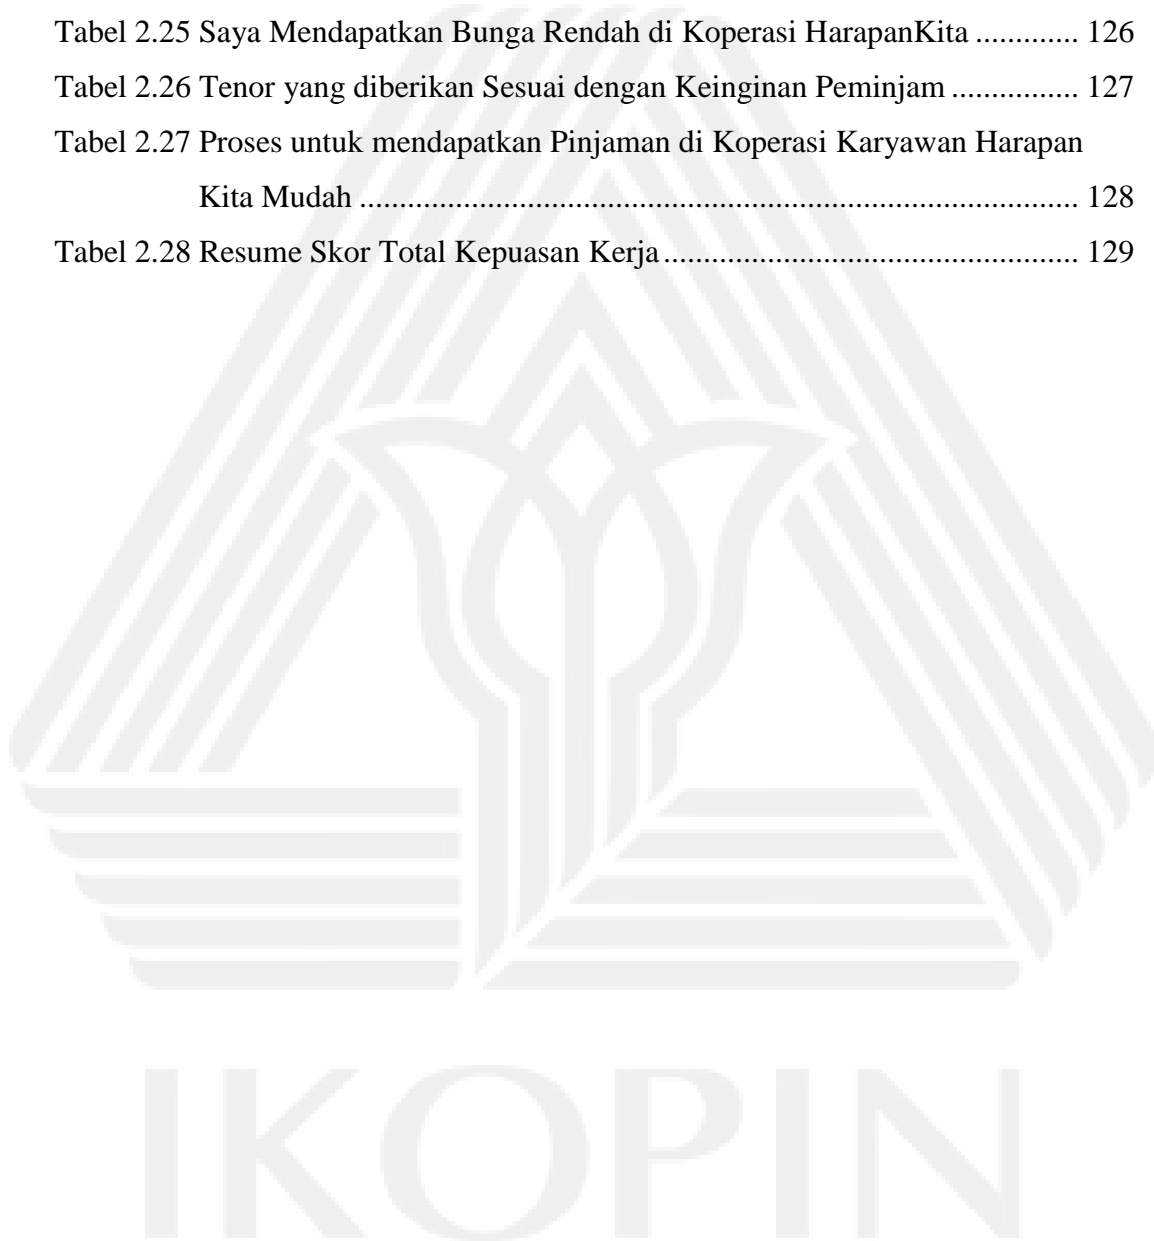 Tabel 2.25 Saya Mendapatkan Bunga Rendah di Koperasi HarapanKita ............. 126
Tabel 2.26 Tenor yang diberikan Sesuai dengan Keinginan Peminjam ................ 127
Tabel 2.27 Proses untuk mendapatkan Pinjaman di Koperasi Karyawan Harapan
Kita Mudah .......................................................................................... 128
Tabel 2.28 Resume Skor Total Kepuasan Kerja .................................................... 129
IKOPIN